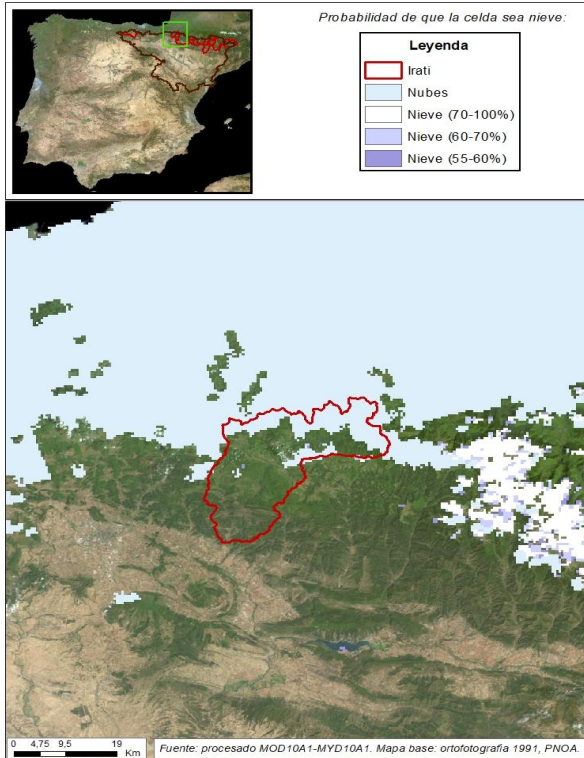 Probabilidad de que la celda sea nieve:
Leyenda
Irati
Nubes
Nieve (70-100%)
Nieve (60-70%)
Nieve (55-60%)
0 4,75 9,5 19
Km
Fuente: procesado MOD10A1-MYD10A1. Mapa base: ortofotografía 1991, PNOA.